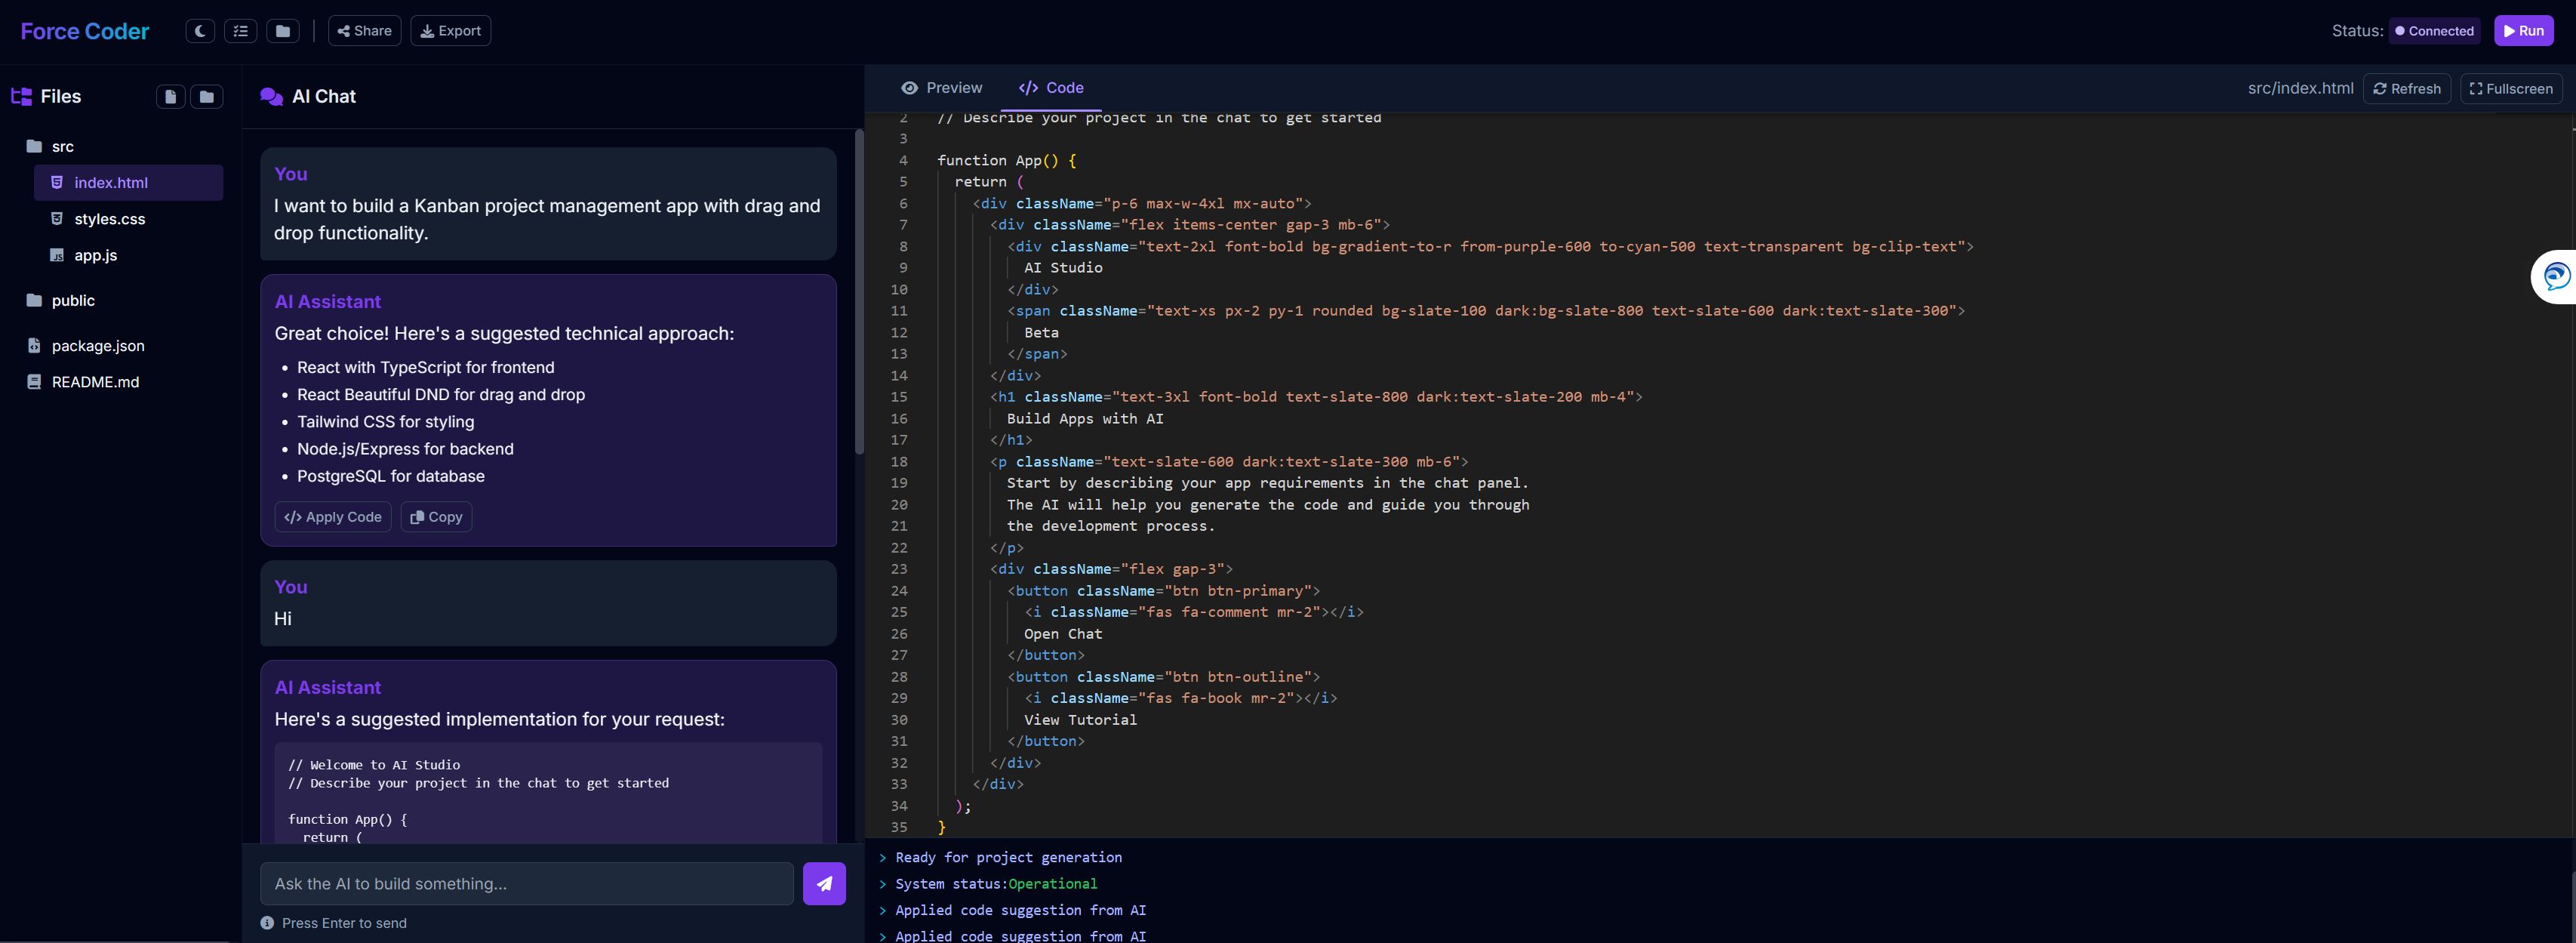 Force Coder
Share
Export
Status: Connected
Run
Files
src
index.html
styles.css
app.js
public
package.json
README.md
AI Chat
You
I want to build a Kanban project management app with drag and
drop functionality.
AI Assistant
Great choice! Here's a suggested technical approach:
• React with TypeScript for frontend
• React Beautiful DND for drag and drop
• Tailwind CSS for styling
• Node.js/Express for backend
• PostgreSQL for database
</> Apply Code
Copy
You
Hi
AI Assistant
Here's a suggested implementation for your request:
// Welcome to AI Studio
// Describe your project in the chat to get started
function App() {
return (
Ask the AI to build something...
Press Enter to send
Preview
</> Code
src/index.html
Refresh
Fullscreen
2 // Describe your project in the chat to get started
3
4 function App() {
5 return (
6 <div className="p-6 max-w-4xl mx-auto">
7 <div className="flex items-center gap-3 mb-6">
8 <div className="text-2xl font-bold bg-gradient-to-r from-purple-600 to-cyan-500 text-transparent bg-clip-text">
9 AI Studio
10 </div>
11 <span className="text-xs px-2 py-1 rounded bg-slate-100 dark:bg-slate-800 text-slate-600 dark:text-slate-300">
12 Beta
13 </span>
14 </div>
15 <h1 className="text-3xl font-bold text-slate-800 dark:text-slate-200 mb-4">
16 Build Apps with AI
17 </h1>
18 <p className="text-slate-600 dark:text-slate-300 mb-6">
19 Start by describing your app requirements in the chat panel.
20 The AI will help you generate the code and guide you through
21 the development process.
22 </p>
23 <div className="flex gap-3">
24 <button className="btn btn-primary">
25 <i className="fas fa-comment mr-2"></i>
26 Open Chat
27 </button>
28 <button className="btn btn-outline">
29 <i className="fas fa-book mr-2"></i>
30 View Tutorial
31 </button>
32 </div>
33 </div>
34 );
35 }
> Ready for project generation
> System status:Operational
> Applied code suggestion from AI
> Applied code suggestion from AI